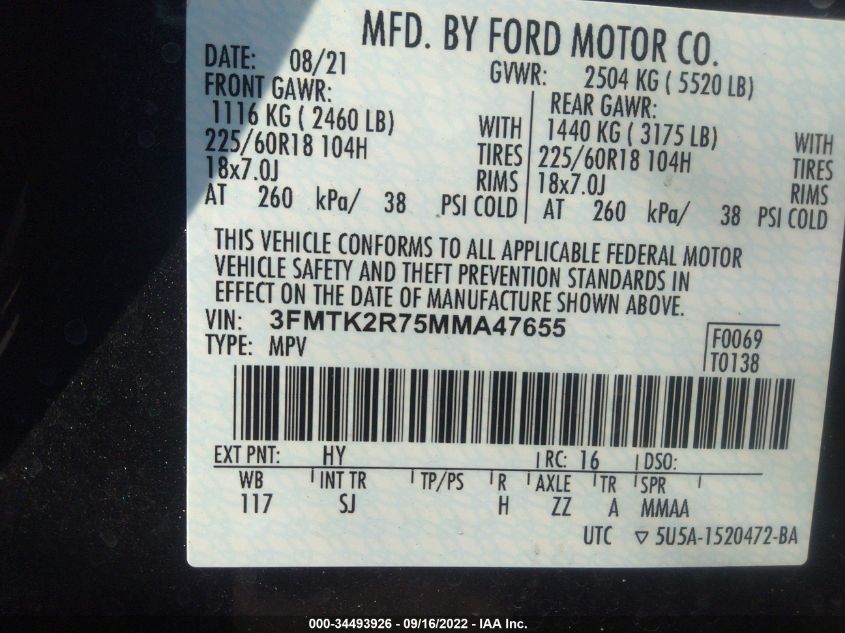 MFD. BY FORD MOTOR CO.
DATE: 08/21 GVWR: 2504 KG ( 5520 LB)
FRONT GAWR: REAR GAWR:
1116 KG ( 2460 LB) WITH 1440 KG ( 3175 LB) WITH
225/60R18 104H TIRES 225/60R18 104H TIRES
18x7.0J RIMS 18x7.0J RIMS
AT 260 kPa/ 38 PSI COLD AT 260 kPa/ 38 PSI COLD
THIS VEHICLE CONFORMS TO ALL APPLICABLE FEDERAL MOTOR
VEHICLE SAFETY AND THEFT PREVENTION STANDARDS IN
EFFECT ON THE DATE OF MANUFACTURE SHOWN ABOVE.
VIN: 3FMTK2R75MMA47655
TYPE: MPV
F0069
T0138
EXT PNT: HY RC: 16 DSO:
WB INT TR TP/PS R AXLE TR SPR
117 SJ H ZZ A MMAA
UTC ▽ 5U5A-1520472-BA
000-34493926 - 09/16/2022 - IAA Inc.